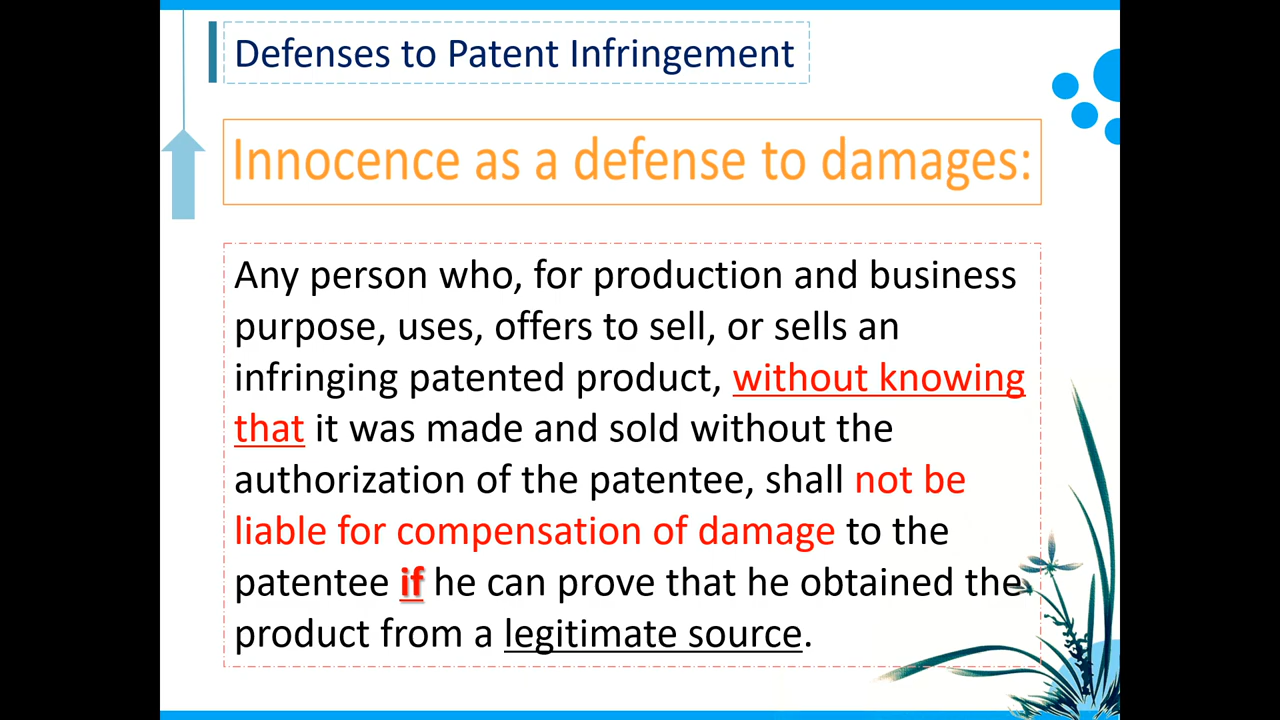 Defenses to Patent Infringement
Innocence as a defense to damages:
Any person who, for production and business
purpose, uses, offers to sell, or sells an
infringing patented product, without knowing
that it was made and sold without the
authorization of the patentee, shall not be
liable for compensation of damage to the
patentee if he can prove that he obtained the
product from a legitimate source.